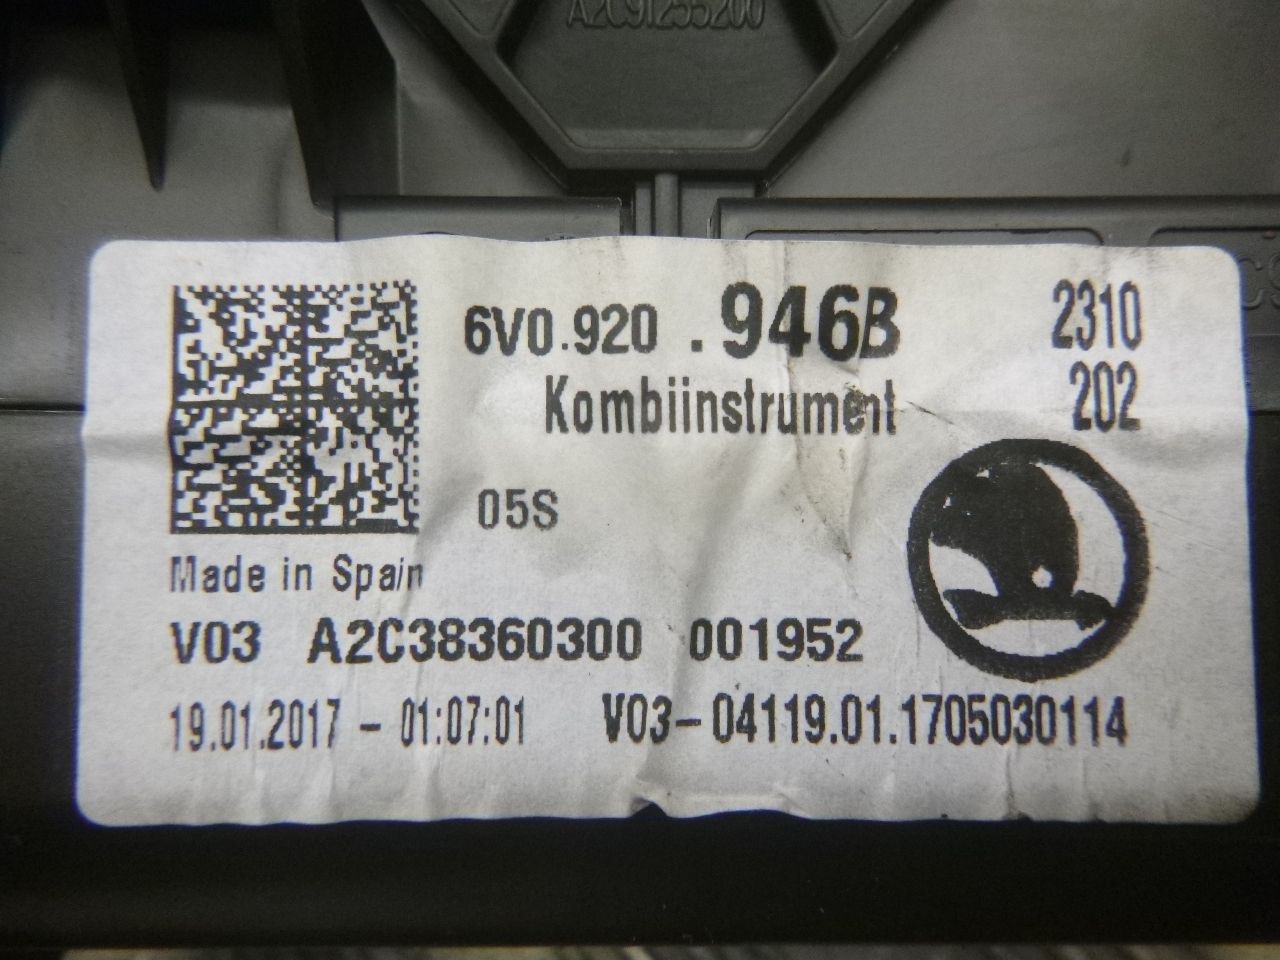 A2C91255200
6V0.920 .946B
2310
Kombiinstrument
202
05S
Made in Spain
V03 A2C38360300 001952
19.01.2017 - 01:07:01 V03-04119.01.1705030114